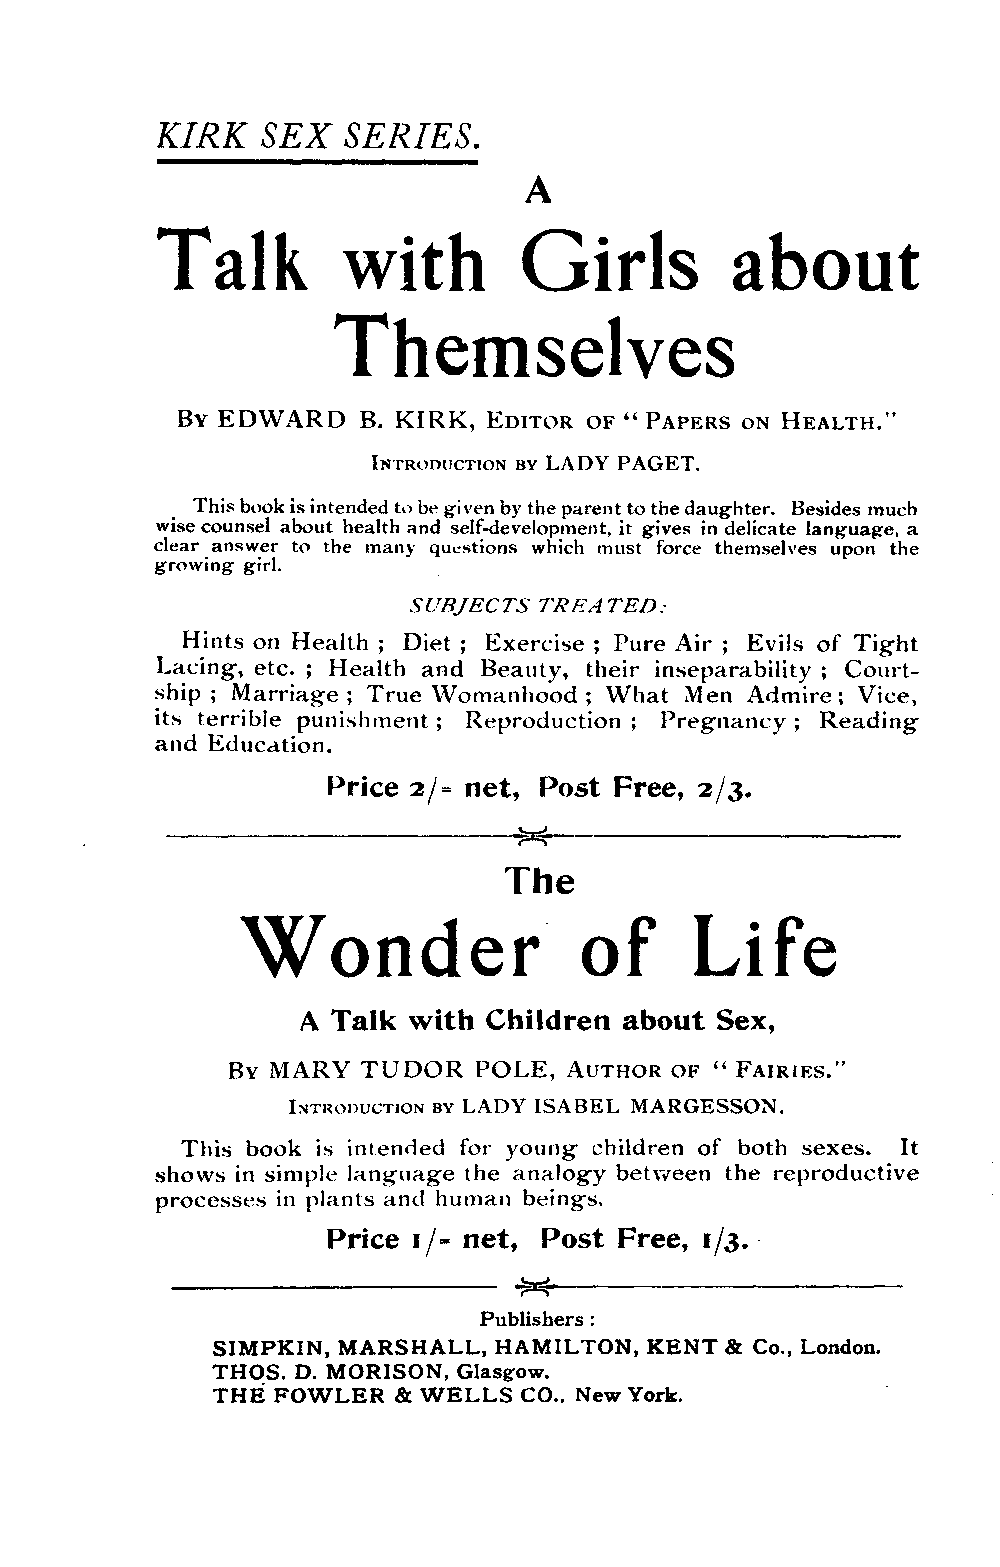 KIRK SEX SERIES.
A
Talk with Girls about
Themselves
By EDWARD B. KIRK, Editor of "Papers on Health."
Introduction by LADY PAGET.
This book is intended to be given by the parent to the daughter. Besides much
wise counsel about health and self-development, it gives in delicate language, a
clear answer to the many questions which must force themselves upon the
growing girl.
SUBJECTS TREATED:
Hints on Health ; Diet ; Exercise ; Pure Air ; Evils of Tight
Lacing, etc. ; Health and Beauty, their inseparability ; Court-
ship ; Marriage ; True Womanhood ; What Men Admire ; Vice,
its terrible punishment ; Reproduction ; Pregnancy ; Reading
and Education.
Price 2/= net, Post Free, 2/3.
The
Wonder of Life
A Talk with Children about Sex,
By MARY TUDOR POLE, Author of "Fairies."
Introduction by LADY ISABEL MARGESSON.
This book is intended for young children of both sexes. It
shows in simple language the analogy between the reproductive
processes in plants and human beings.
Price 1/= net, Post Free, 1/3.
Publishers :
SIMPKIN, MARSHALL, HAMILTON, KENT & Co., London.
THOS. D. MORISON, Glasgow.
THE FOWLER & WELLS CO., New York.